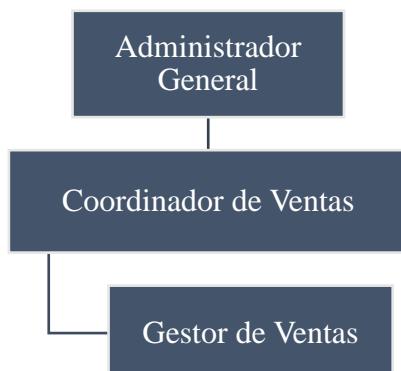 Administrador
General
Coordinador de Ventas
Gestor de Ventas